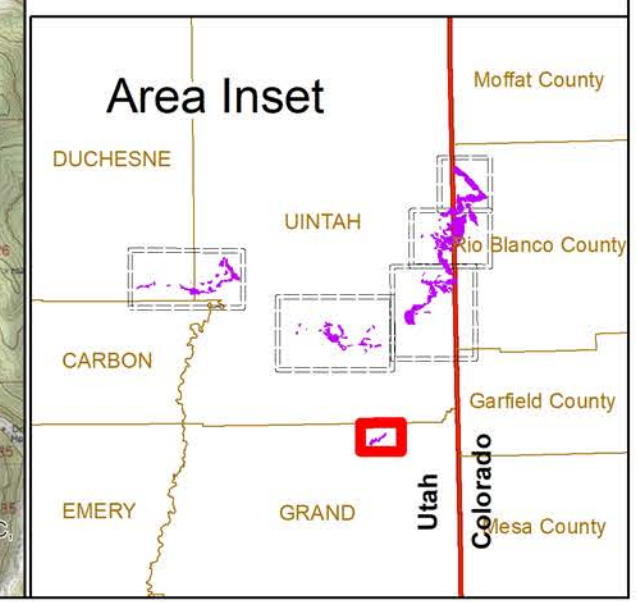 Area Inset
Moffat County
DUCHESNE
UINTAH
Rio Blanco County
CARBON
Garfield County
EMERY
GRAND
Utah
Colorado
Mesa County